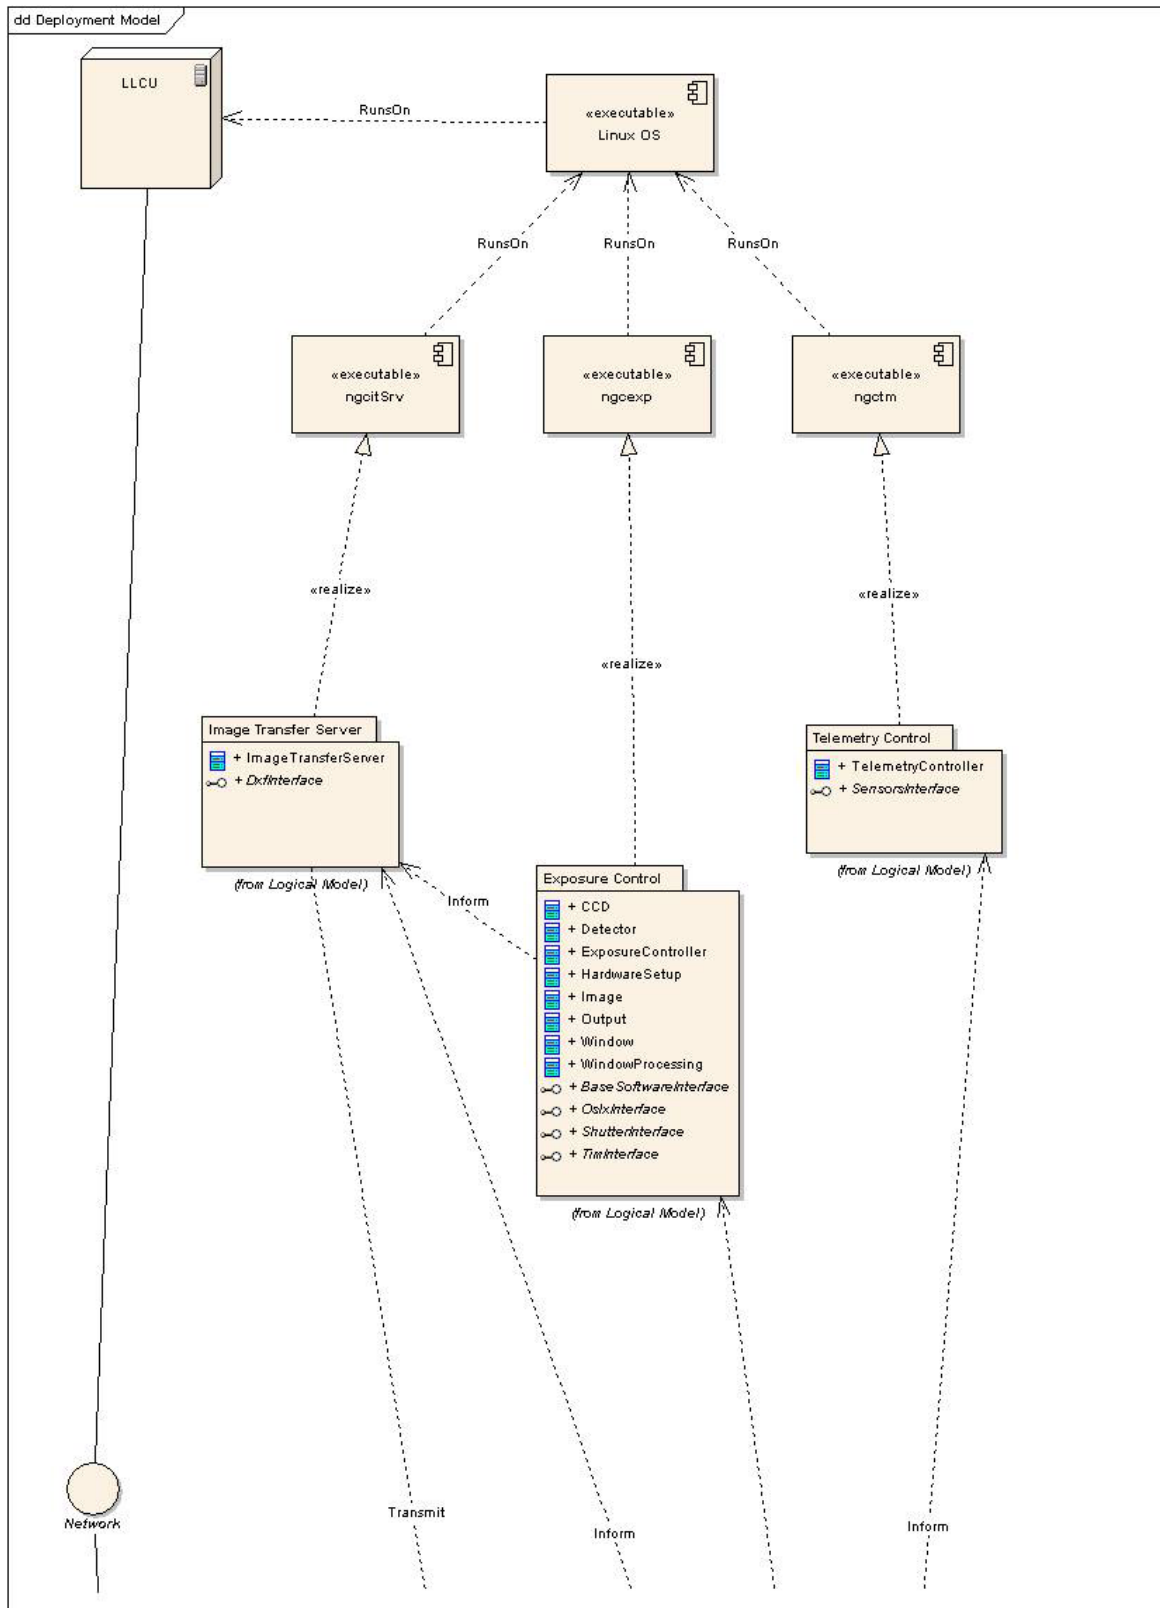 dd Deployment Model
LLCU
RunsOn
«executable»
Linux OS
RunsOn
RunsOn
RunsOn
«executable»
ngcitSrv
«executable»
ngcexp
«executable»
ngctm
«realize»
«realize»
«realize»
Image Transfer Server
+ ImageTransferServer
+ DxfInterface
(from Logical Model)
Telemetry Control
+ TelemetryController
+ SensorsInterface
(from Logical Model)
Inform
Exposure Control
+ CCD
+ Detector
+ ExposureController
+ HardwareSetup
+ Image
+ Output
+ Window
+ WindowProcessing
+ BaseSoftwareInterface
+ OslxInterface
+ ShutterInterface
+ TimInterface
(from Logical Model)
Network
Transmit
Inform
Inform